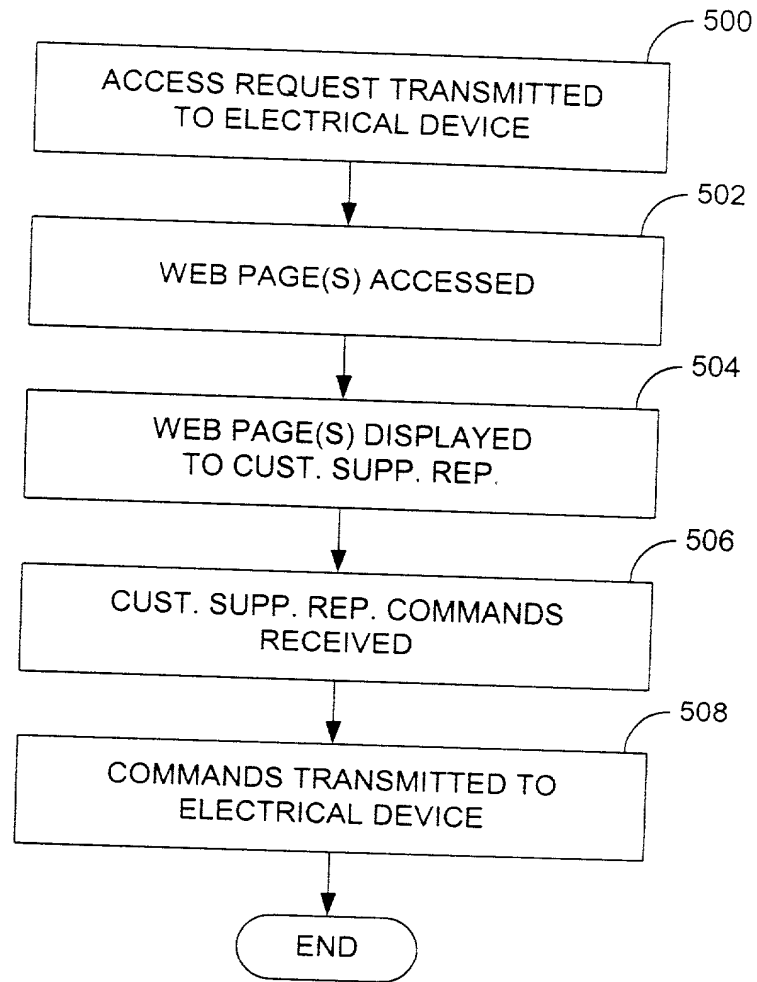 500
ACCESS REQUEST TRANSMITTED
TO ELECTRICAL DEVICE
502
WEB PAGE(S) ACCESSED
504
WEB PAGE(S) DISPLAYED
TO CUST. SUPP. REP.
506
CUST. SUPP. REP. COMMANDS
RECEIVED
508
COMMANDS TRANSMITTED TO
ELECTRICAL DEVICE
END